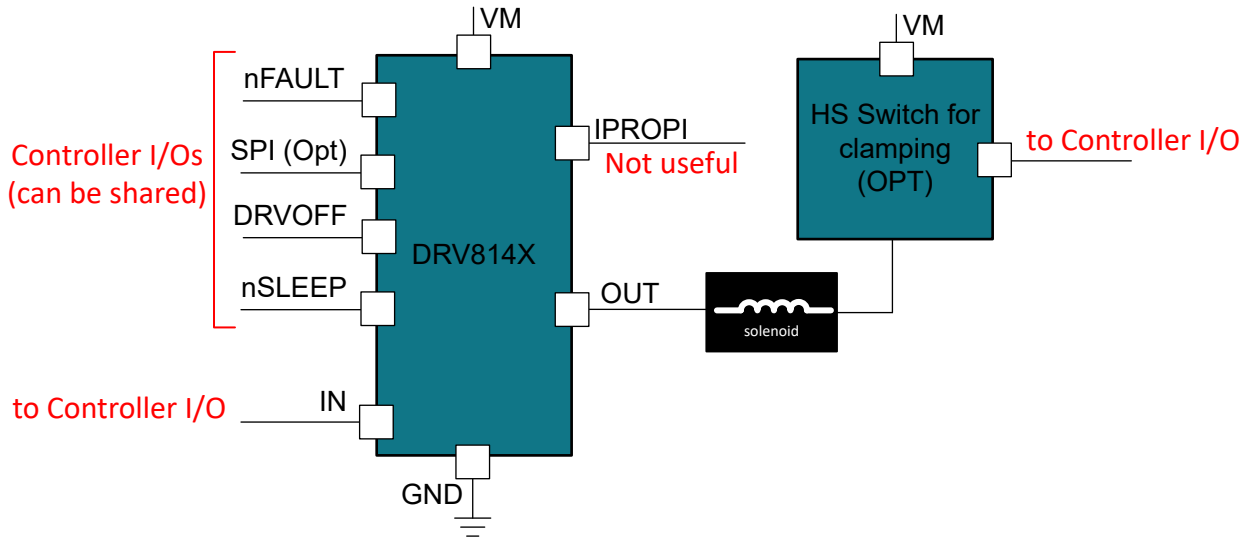 VM
nFAULT
SPI (Opt)
DRVOFF
nSLEEP
Controller I/Os
(can be shared)
to Controller I/O
IN
DRV814X
GND
IPROPI
Not useful
OUT
solenoid
VM
HS Switch for
clamping
(OPT)
to Controller I/O